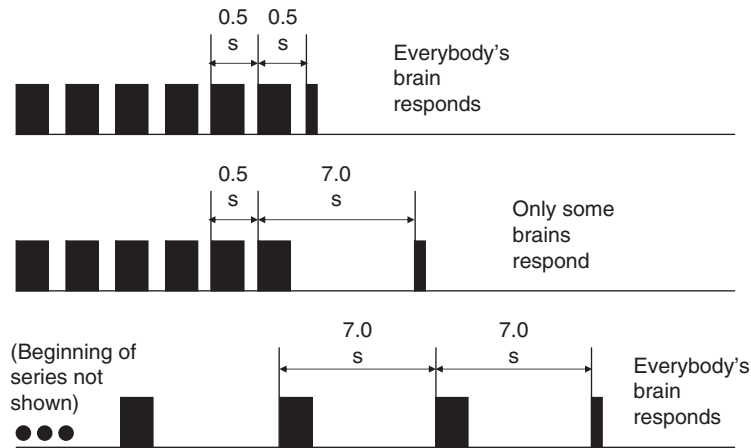 0.5 0.5
s s
Everybody's
brain
responds
0.5 7.0
s s
Only some
brains
respond
7.0 7.0
s s
(Beginning of
series not
shown)
Everybody's
brain
responds